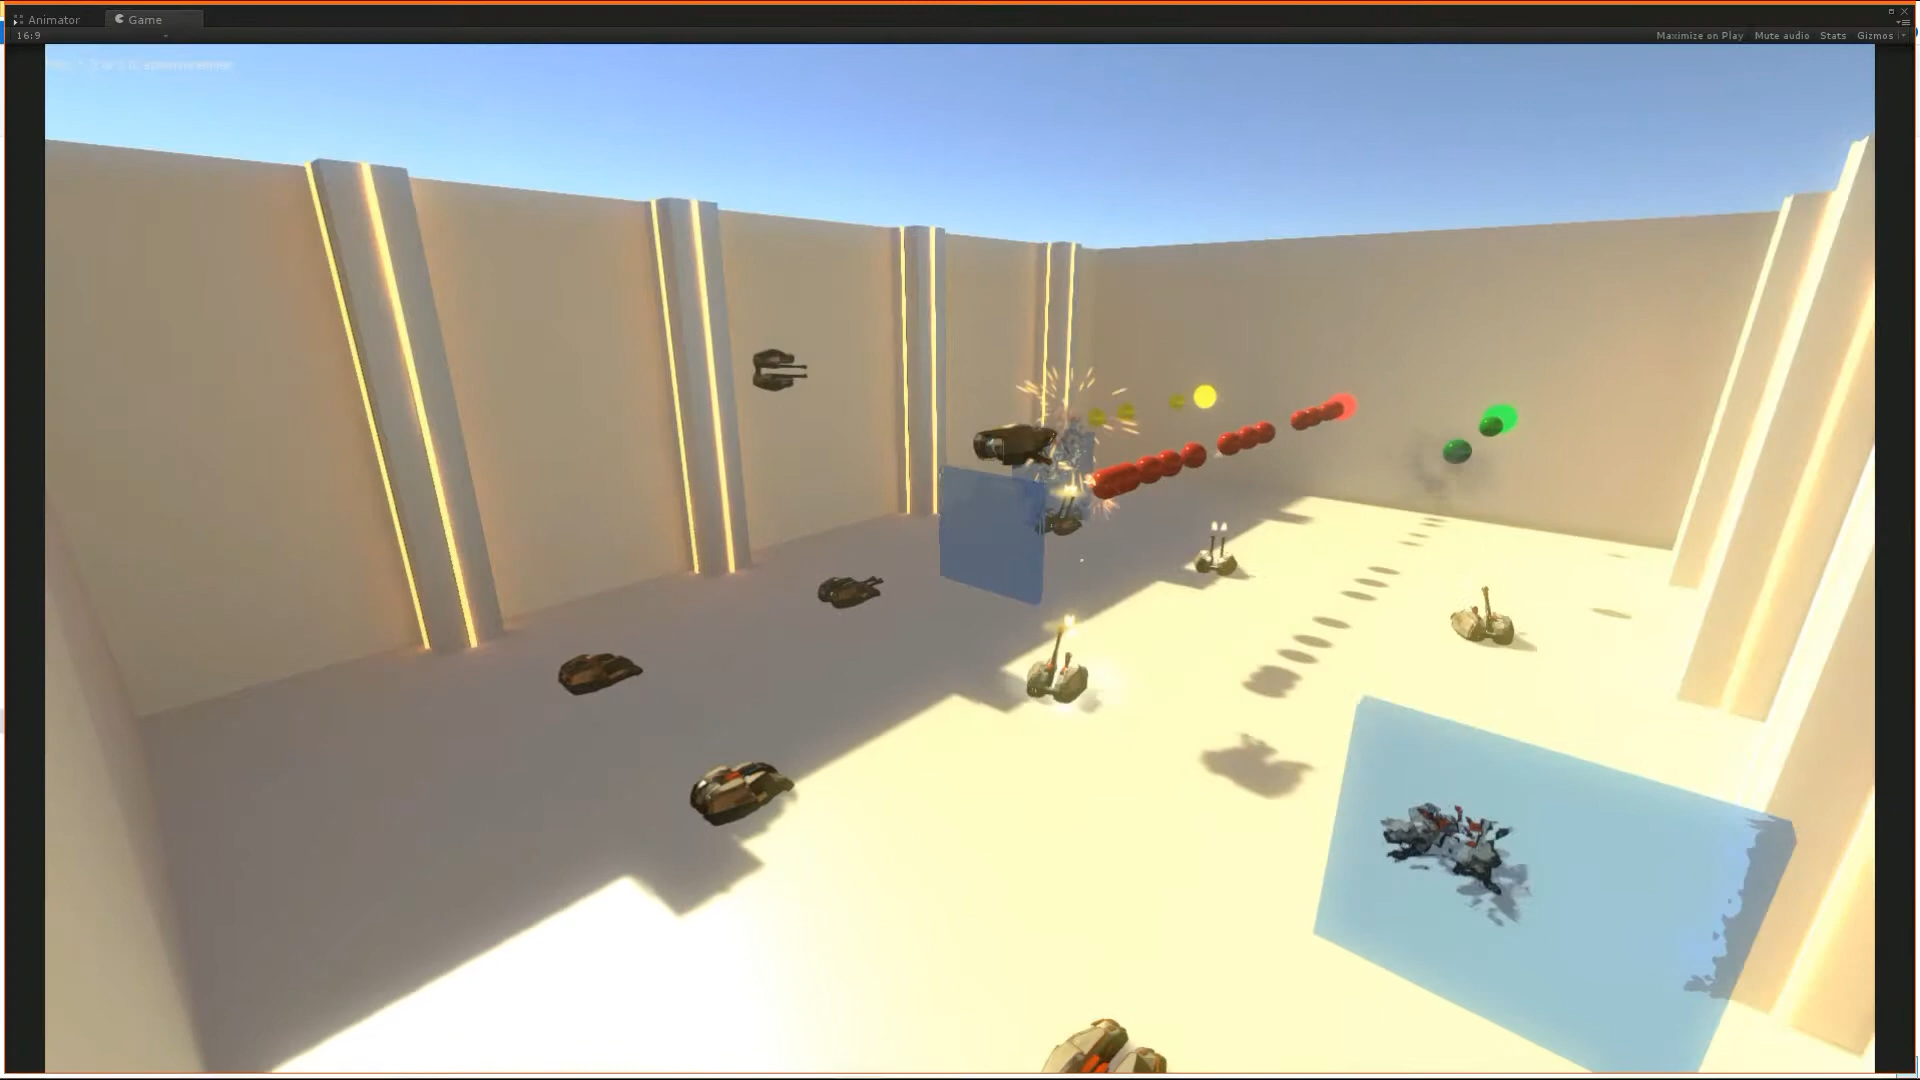 Animator
Game
16:9
Maximize on Play
Mute audio
Stats
Gizmos